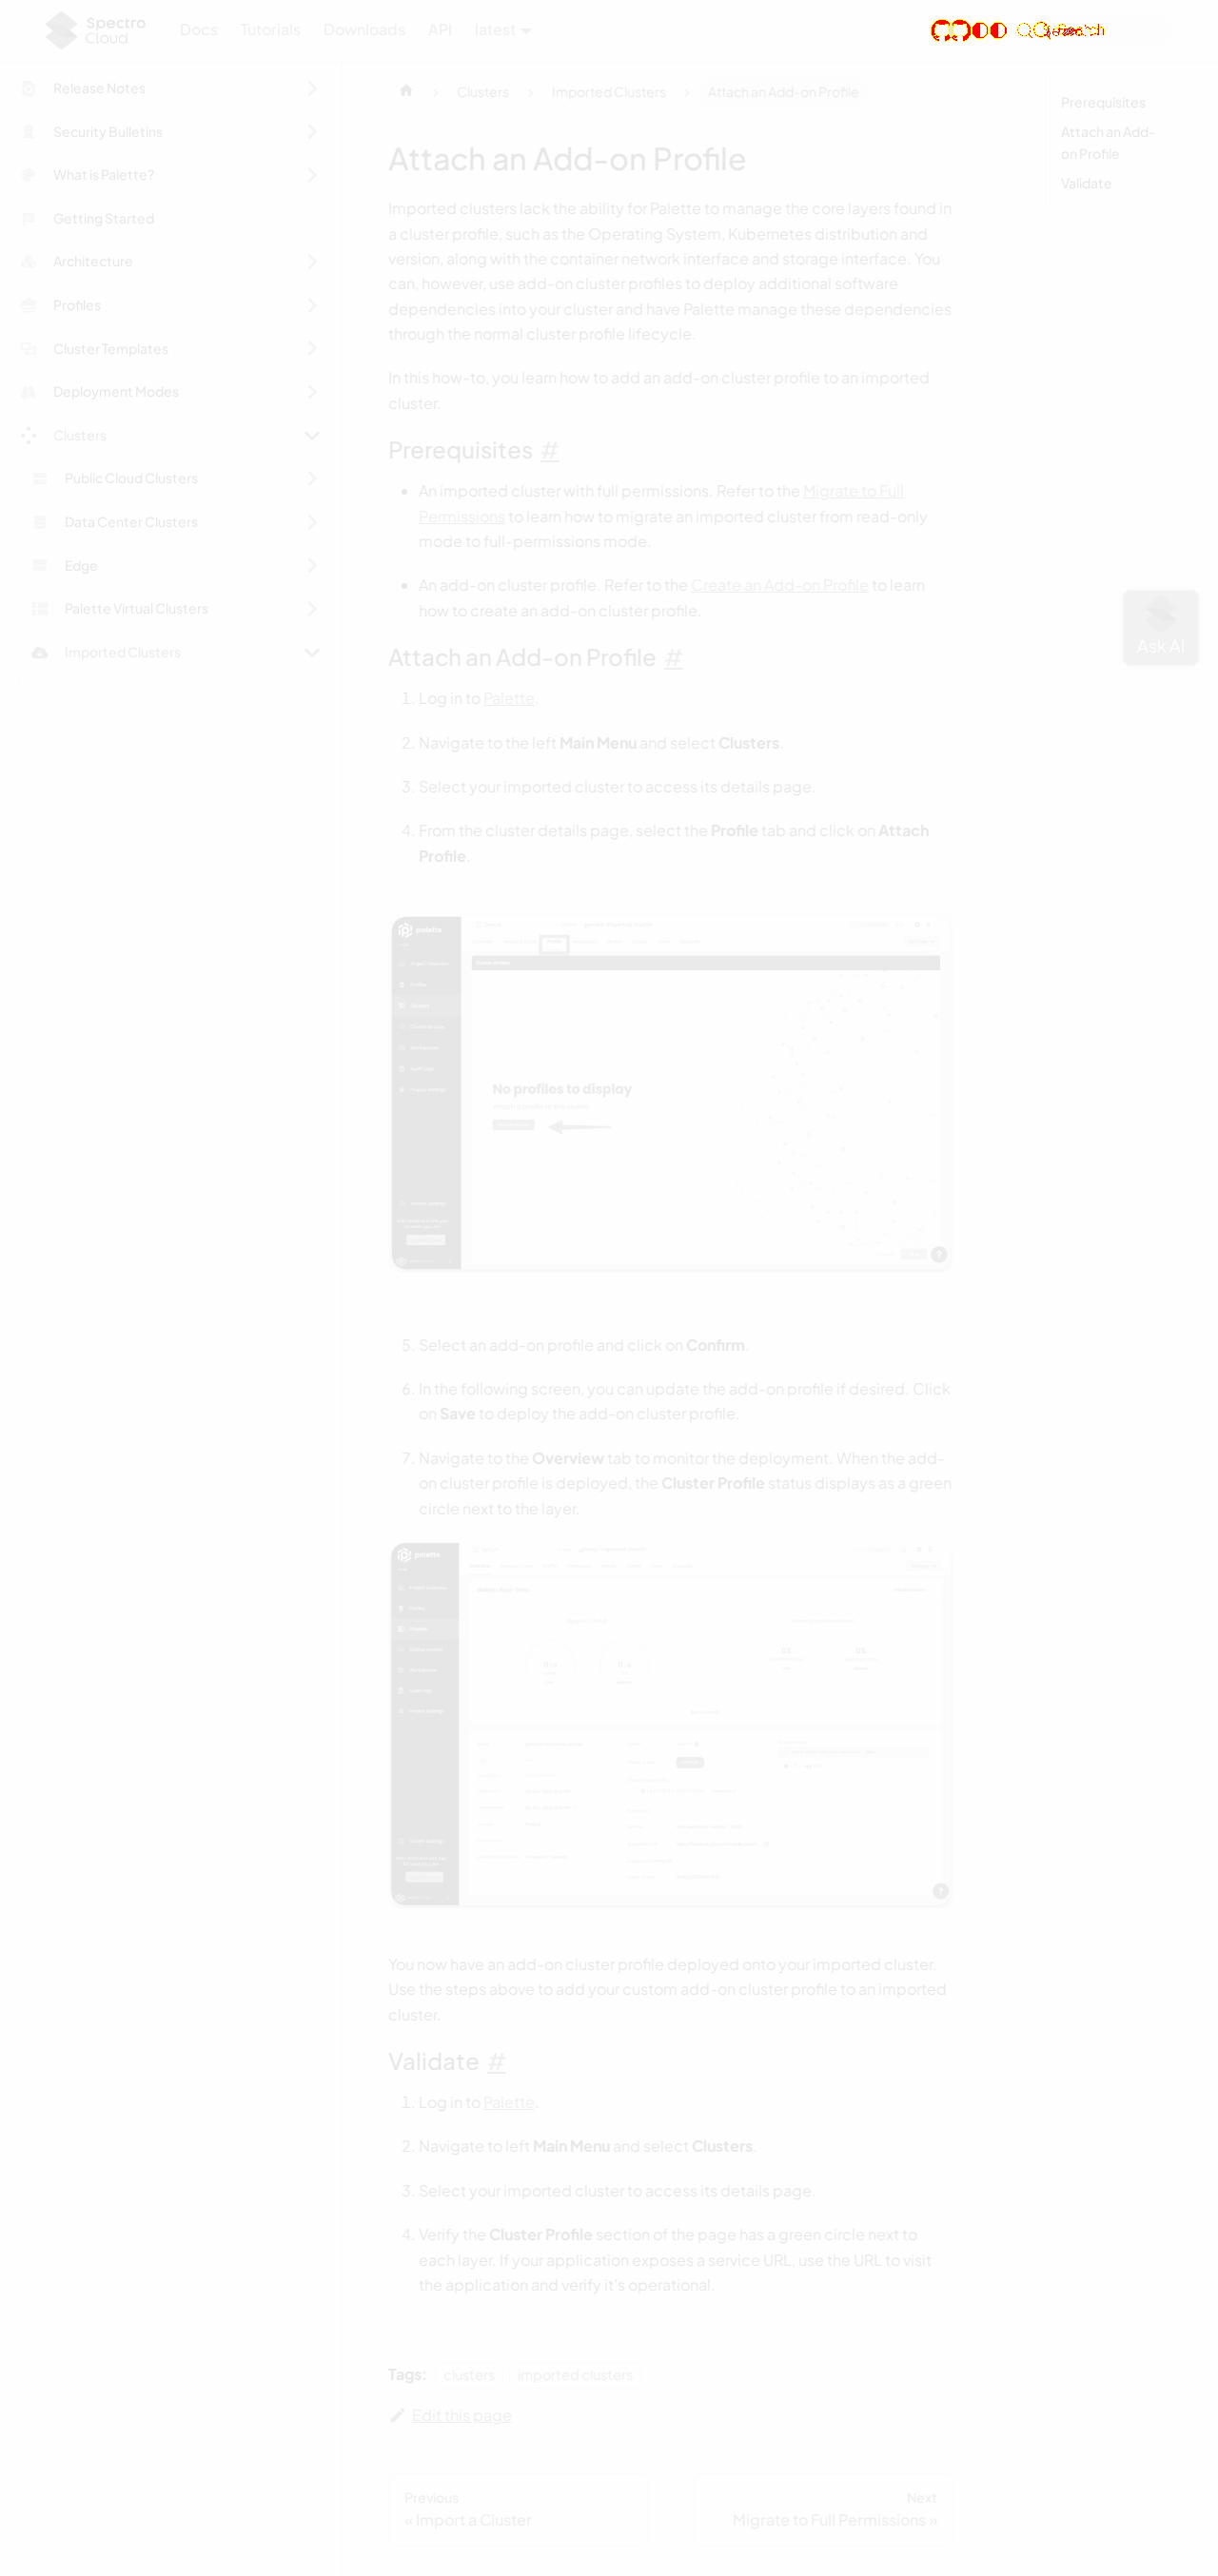 Spectro
Cloud
Docs
Tutorials
Downloads
API
latest
Search
Release Notes
Security Bulletins
What is Palette?
Getting Started
Architecture
Profiles
Cluster Templates
Deployment Modes
Clusters
Public Cloud Clusters
Data Center Clusters
Edge
Palette Virtual Clusters
Imported Clusters
Clusters
Imported Clusters
Attach an Add-on Profile
Attach an Add-on Profile
Imported clusters lack the ability for Palette to manage the core layers found in
a cluster profile, such as the Operating System, Kubernetes distribution and
version, along with the container network interface and storage interface. You
can, however, use add-on cluster profiles to deploy additional software
dependencies into your cluster and have Palette manage these dependencies
through the normal cluster profile lifecycle.
In this how-to, you learn how to add an add-on cluster profile to an imported
cluster.
Prerequisites #
• An imported cluster with full permissions. Refer to the Migrate to Full
Permissions to learn how to migrate an imported cluster from read-only
mode to full-permissions mode.
• An add-on cluster profile. Refer to the Create an Add-on Profile to learn
how to create an add-on cluster profile.
Attach an Add-on Profile #
1. Log in to Palette.
2. Navigate to the left Main Menu and select Clusters.
3. Select your imported cluster to access its details page.
4. From the cluster details page, select the Profile tab and click on Attach
Profile.
palette
No profiles to display
5. Select an add-on profile and click on Confirm.
6. In the following screen, you can update the add-on profile if desired. Click
on Save to deploy the add-on cluster profile.
7. Navigate to the Overview tab to monitor the deployment. When the add-
on cluster profile is deployed, the Cluster Profile status displays as a green
circle next to the layer.
palette
You now have an add-on cluster profile deployed onto your imported cluster.
Use the steps above to add your custom add-on cluster profile to an imported
cluster.
Validate #
1. Log in to Palette.
2. Navigate to left Main Menu and select Clusters.
3. Select your imported cluster to access its details page.
4. Verify the Cluster Profile section of the page has a green circle next to
each layer. If your application exposes a service URL, use the URL to visit
the application and verify it's operational.
Tags:
clusters
imported clusters
Edit this page
Previous
« Import a Cluster
Next
Migrate to Full Permissions »
Prerequisites
Attach an Add-
on Profile
Validate
Ask AI